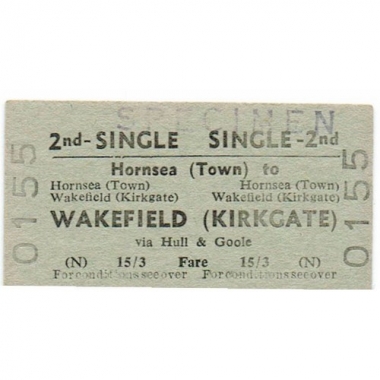 SPECIMEN
2nd-SINGLE SINGLE-2nd
Hornsea (Town) to
Hornsea (Town) Hornsea (Town)
Wakefield (Kirkgate) Wakefield (Kirkgate)
WAKEFIELD (KIRKGATE)
via Hull & Goole
(N) 15/3 Fare 15/3 (N)
For conditions see over For conditions see over
0155
0155